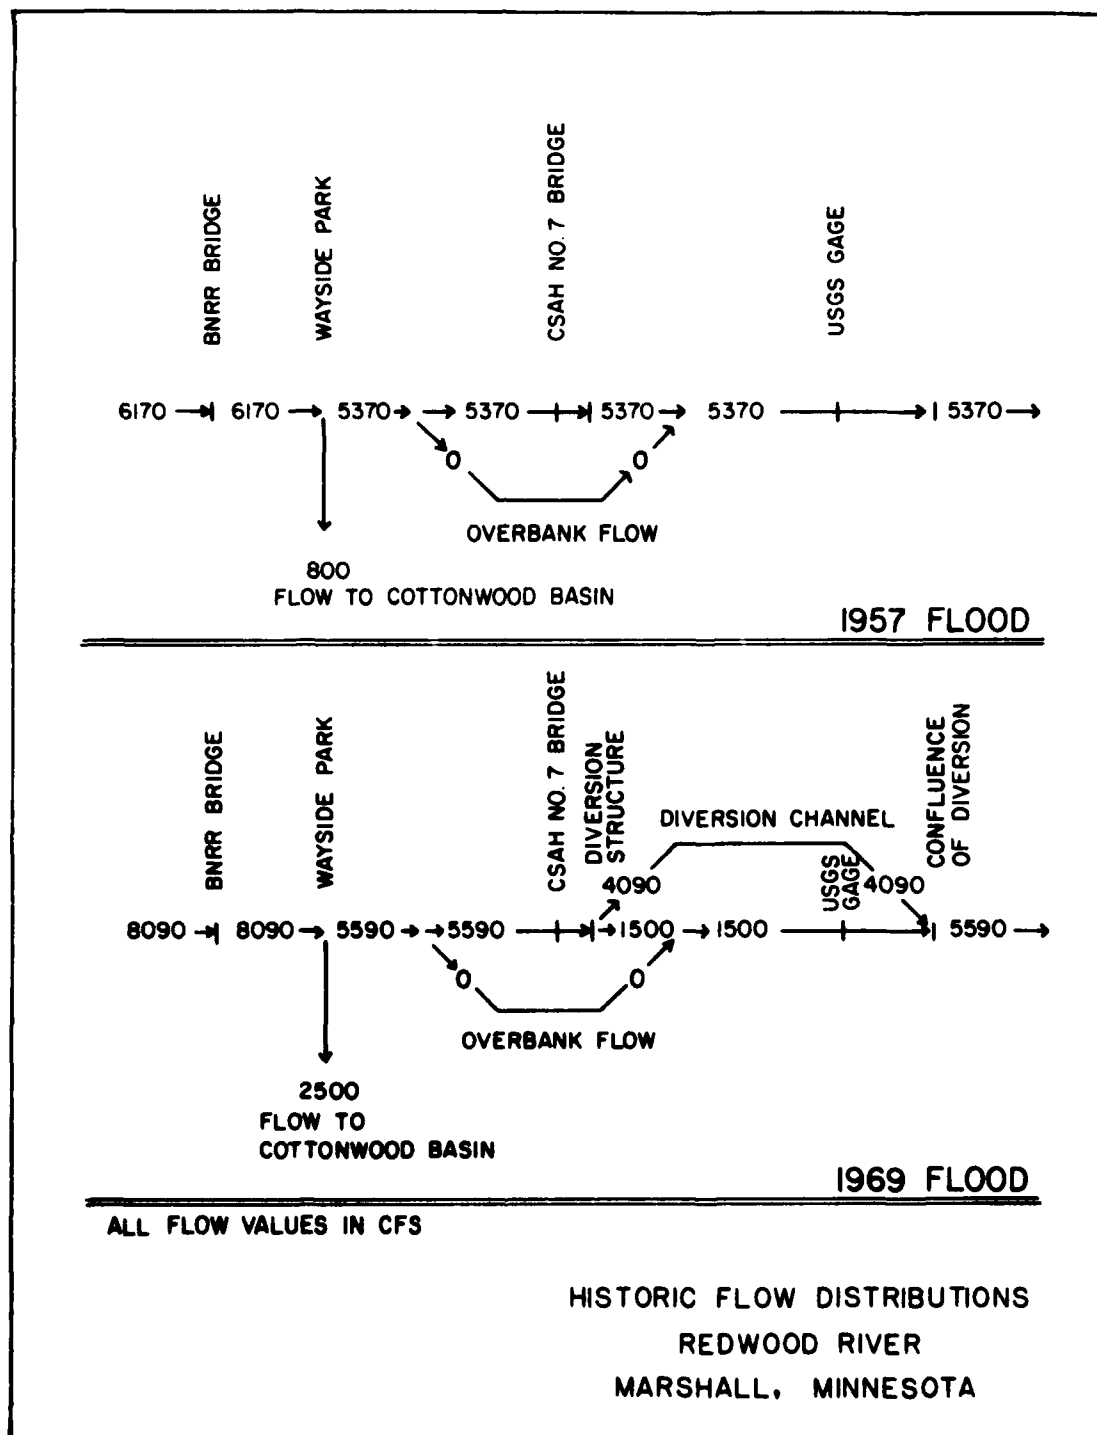 BNRR BRIDGE
WAYSIDE PARK
CSAH NO. 7 BRIDGE
USGS GAGE
6170 6170 5370 5370 5370 5370 5370
0 0
OVERBANK FLOW
800
FLOW TO COTTONWOOD BASIN
1957 FLOOD
BNRR BRIDGE
WAYSIDE PARK
CSAH NO. 7 BRIDGE
DIVERSION
STRUCTURE
DIVERSION CHANNEL
USGS
GAGE
CONFLUENCE
OF DIVERSION
4090 4090
8090 8090 5590 5590 1500 1500 5590
0 0
OVERBANK FLOW
2500
FLOW TO
COTTONWOOD BASIN
1969 FLOOD
ALL FLOW VALUES IN CFS
HISTORIC FLOW DISTRIBUTIONS
REDWOOD RIVER
MARSHALL, MINNESOTA